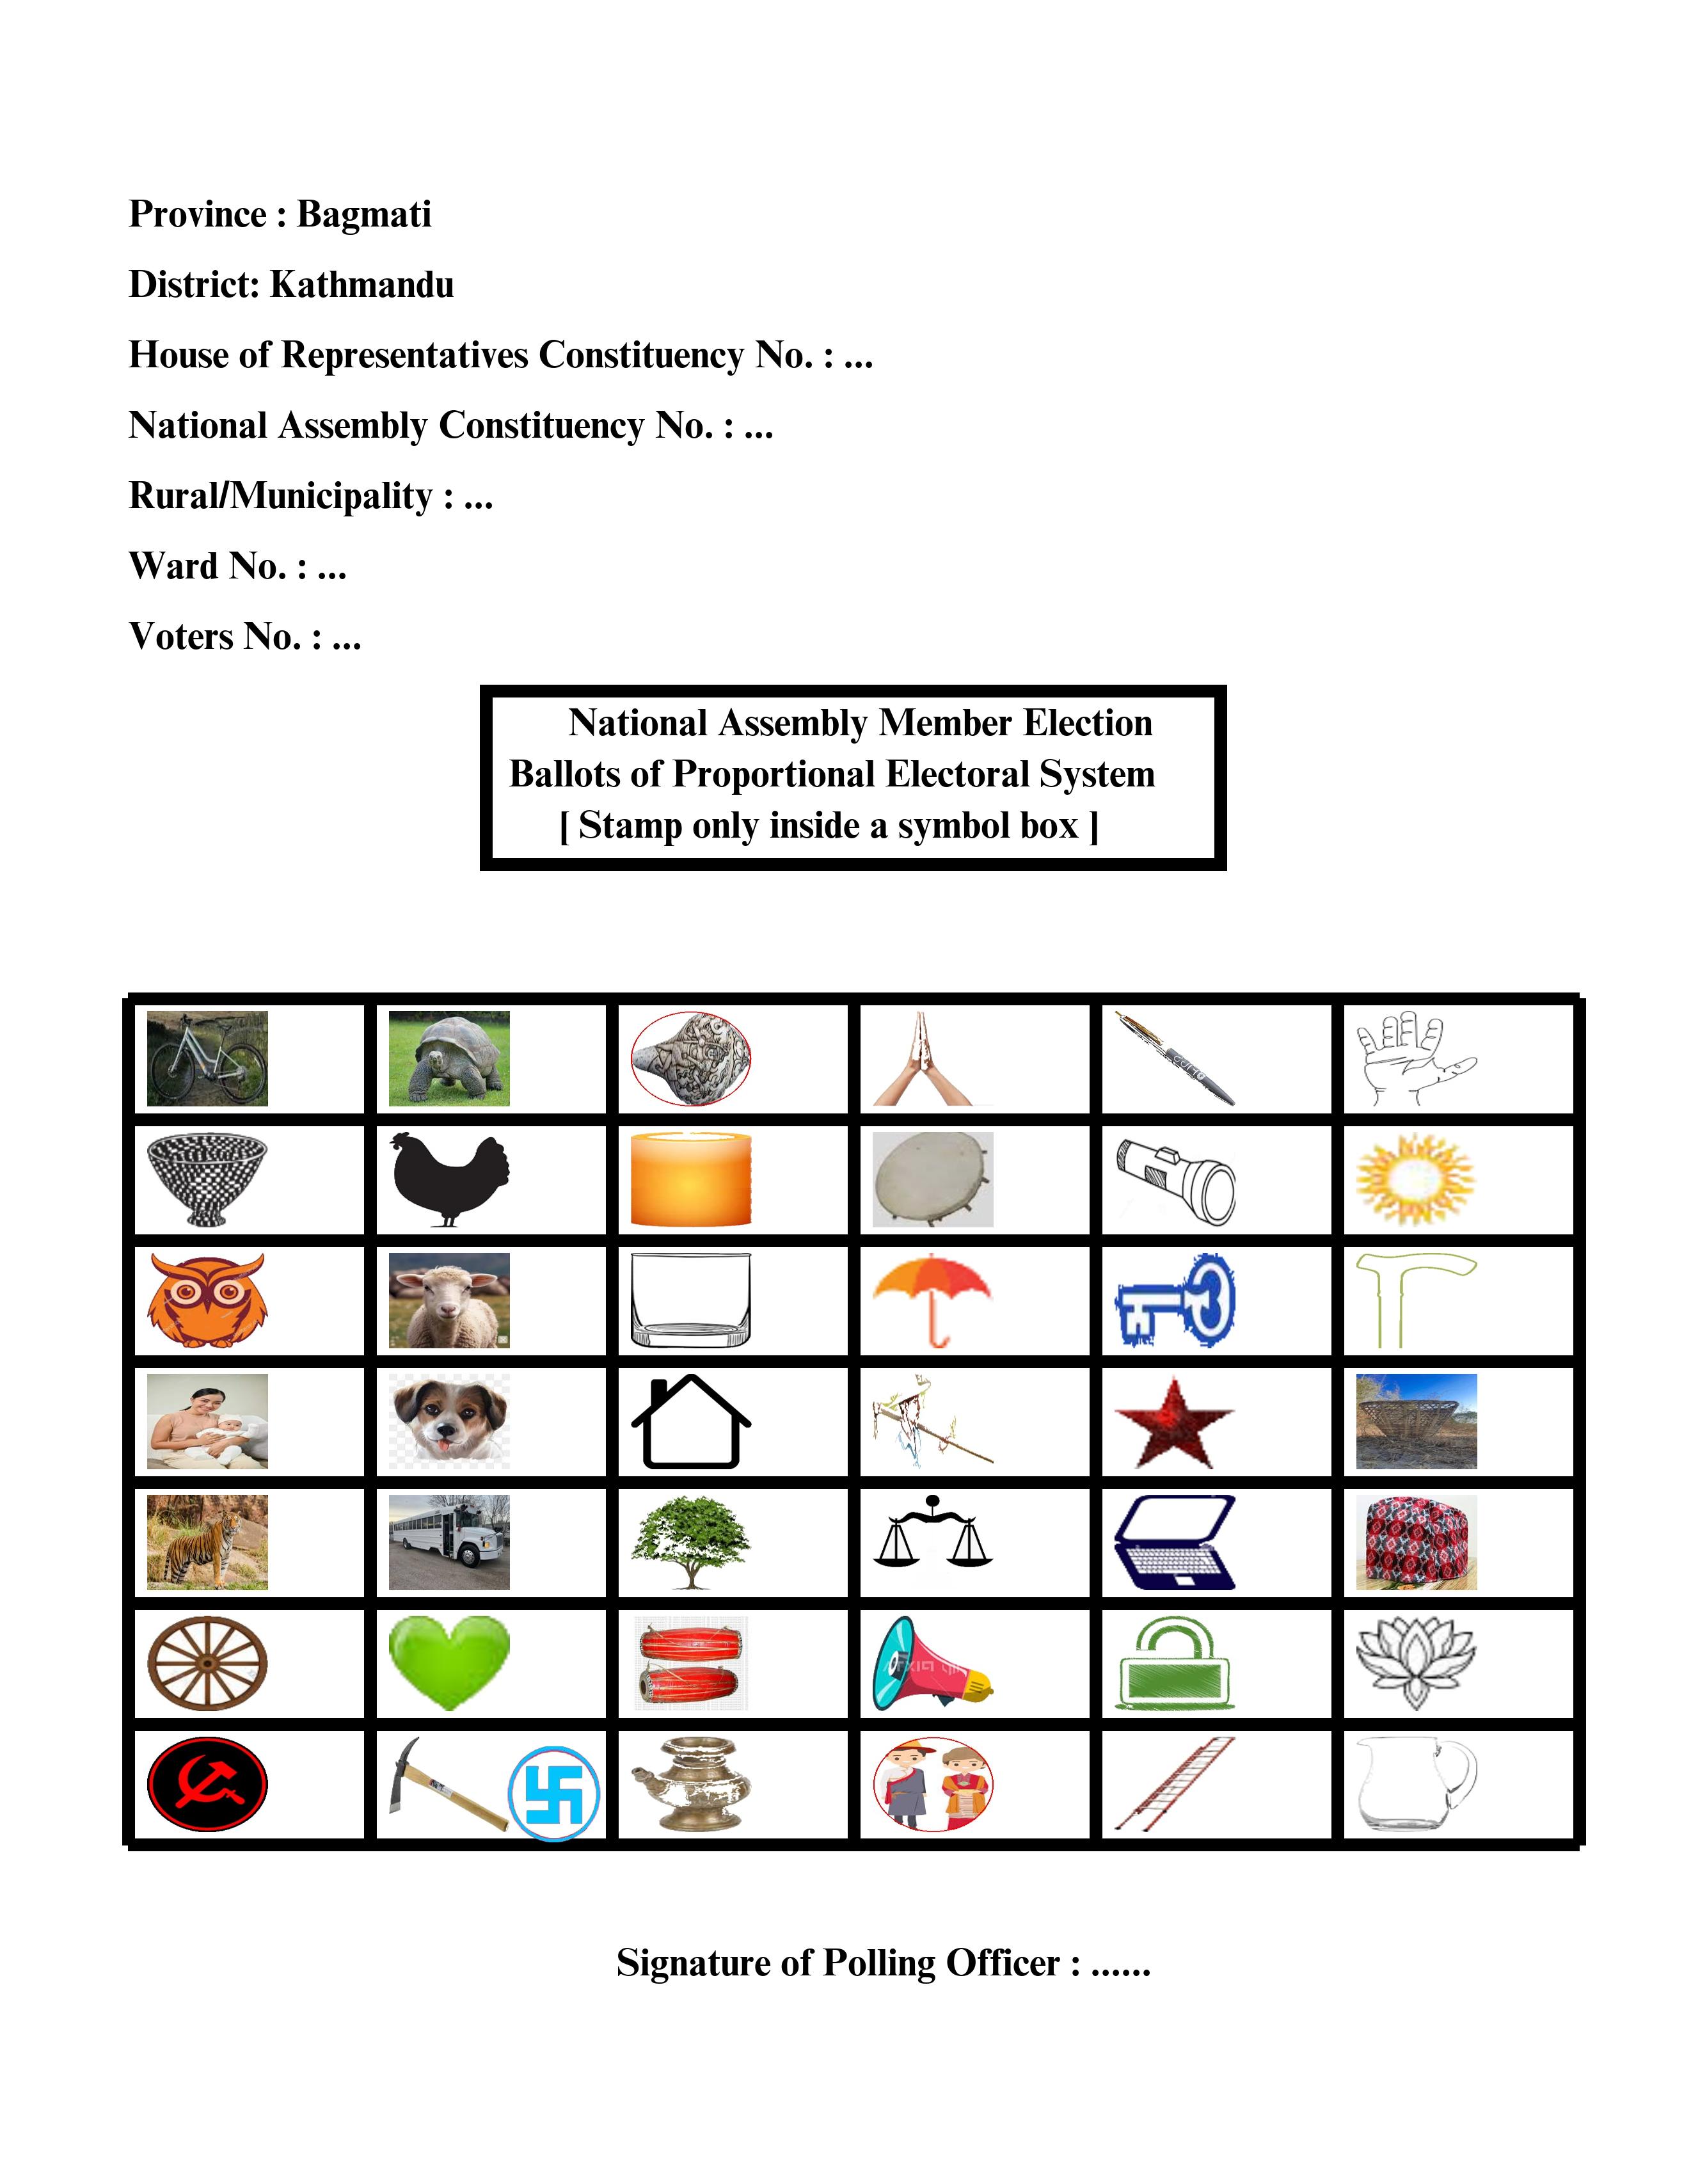 Province : Bagmati
District: Kathmandu
House of Representatives Constituency No. : ...
National Assembly Constituency No. : ...
Rural/Municipality : ...
Ward No. : ...
Voters No. : ...
National Assembly Member Election
Ballots of Proportional Electoral System
[ Stamp only inside a symbol box ]
Signature of Polling Officer : ......